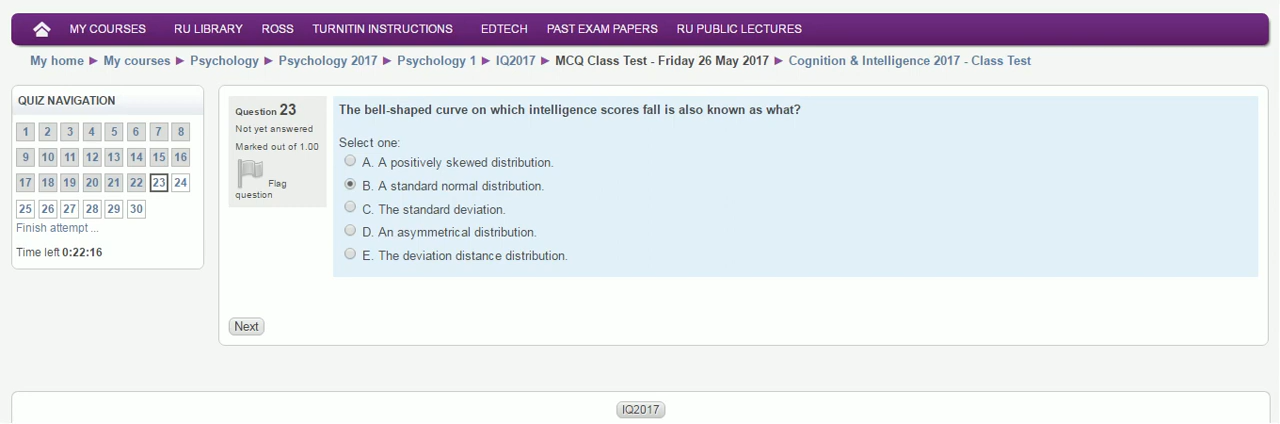 MY COURSES RU LIBRARY ROSS TURNITIN INSTRUCTIONS EDTECH PAST EXAM PAPERS RU PUBLIC LECTURES
My home ► My courses ► Psychology ► Psychology 2017 ► Psychology 1 ► IQ2017 ► MCQ Class Test - Friday 26 May 2017 ► Cognition & Intelligence 2017 - Class Test
QUIZ NAVIGATION
1 2 3 4 5 6 7 8
9 10 11 12 13 14 15 16
17 18 19 20 21 22 23 24
25 26 27 28 29 30
Finish attempt ...
Time left 0:22:16
Question 23
Not yet answered
Marked out of 1.00
Flag
question
The bell-shaped curve on which intelligence scores fall is also known as what?
Select one:
A. A positively skewed distribution.
B. A standard normal distribution.
C. The standard deviation.
D. An asymmetrical distribution.
E. The deviation distance distribution.
Next
IQ2017